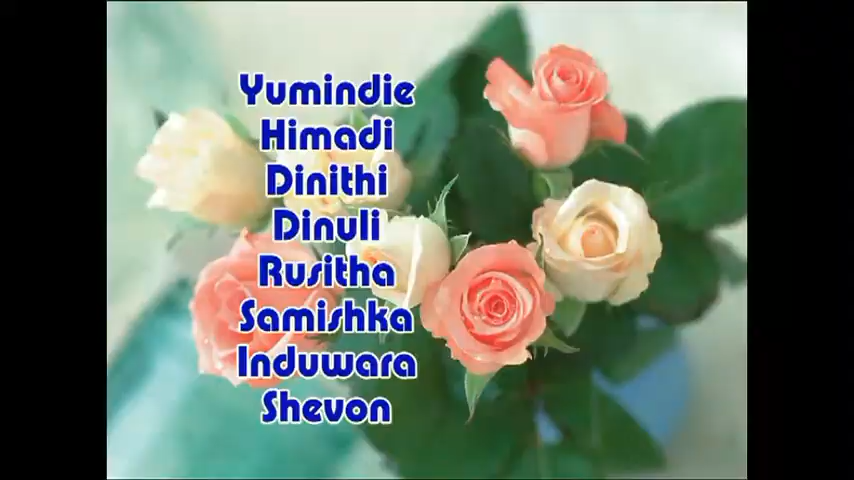 Yumindie
Himadi
Dinithi
Dinuli
Rusitha
Samishka
Induwara
Shevon